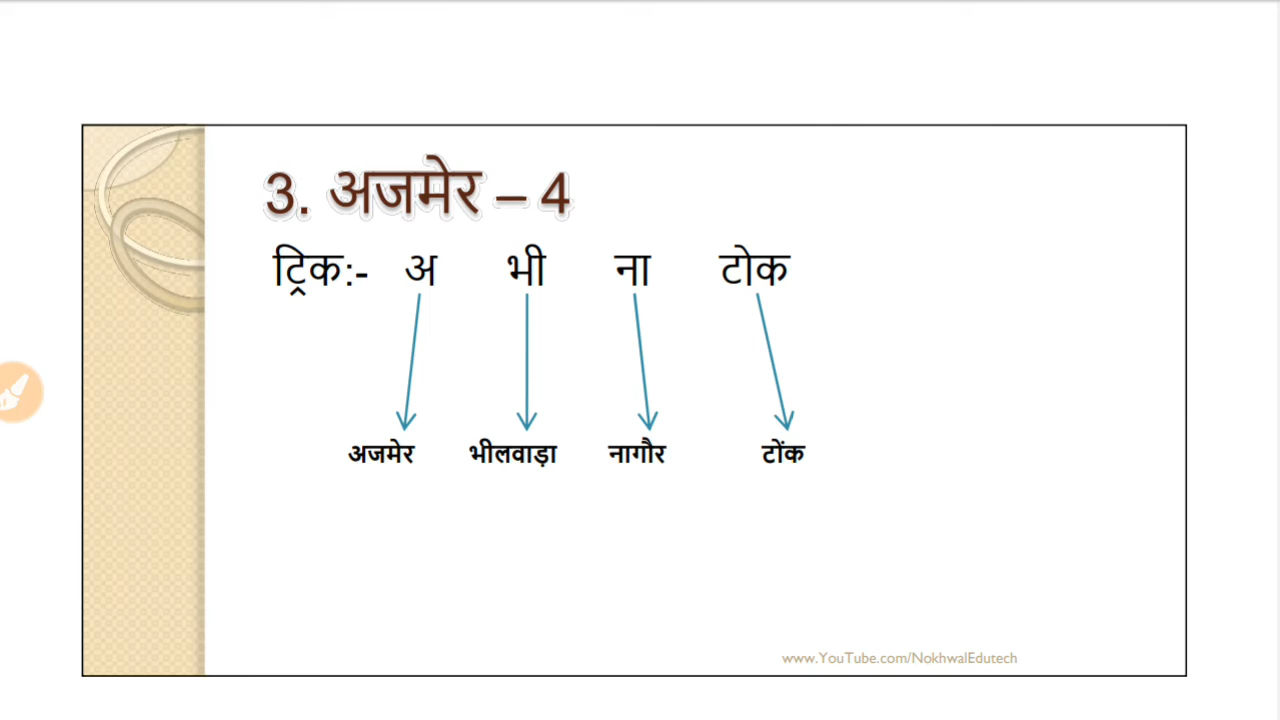 3. अजमेर – 4
ट्रिक:- अ भी ना टोक
अजमेर भीलवाड़ा नागौर टोंक
www.YouTube.com/NokhwalEdutech